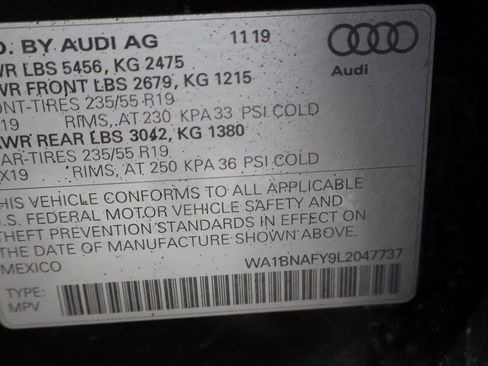 D. BY AUDI AG 11 19
WR LBS 5456, KG 2475
WR FRONT LBS 2679, KG 1215
Audi
ONT-TIRES 235/55 R19
19 RIMS, AT 230 KPA 33 PSI COLD
WR REAR LBS 3042, KG 1380
AR-TIRES 235/55 R19
X19 RIMS, AT 250 KPA 36 PSI COLD
HIS VEHICLE CONFORMS TO ALL APPLICABLE
U.S. FEDERAL MOTOR VEHICLE SAFETY AND
THEFT PREVENTION STANDARDS IN EFFECT ON
THE DATE OF MANUFACTURE SHOWN ABOVE.
MEXICO WA1BNAFY9L2047737
TYPE:
MPV